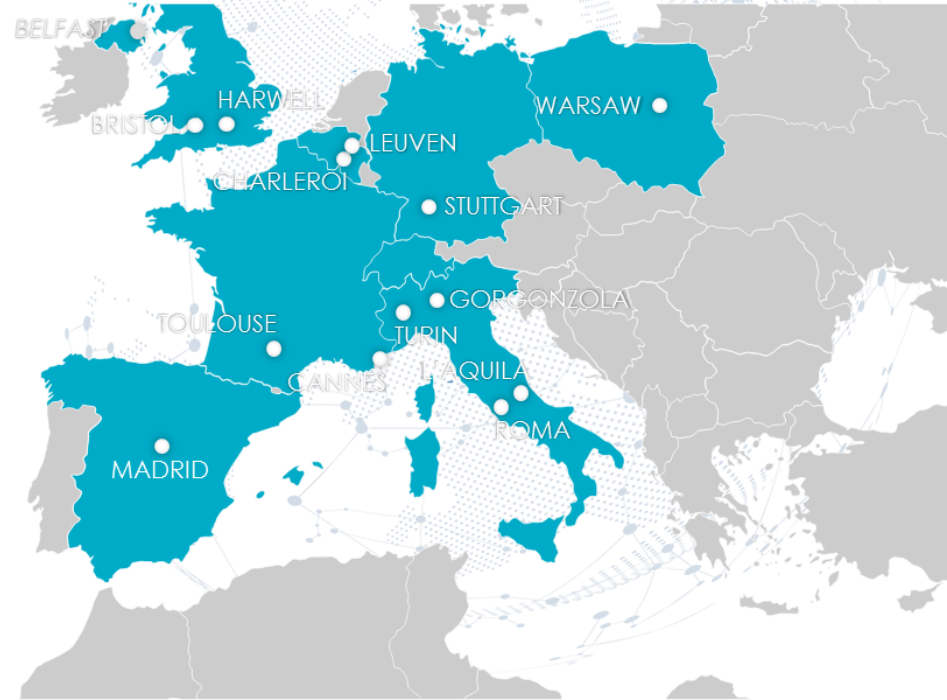 BELFAST
HARWELL
WARSAW
BRISTOL
LEUVEN
CHARLEROI
STUTTGART
GORGONZOLA
TOULOUSE
TURIN
L'AQUILA
CANNES
ROMA
MADRID